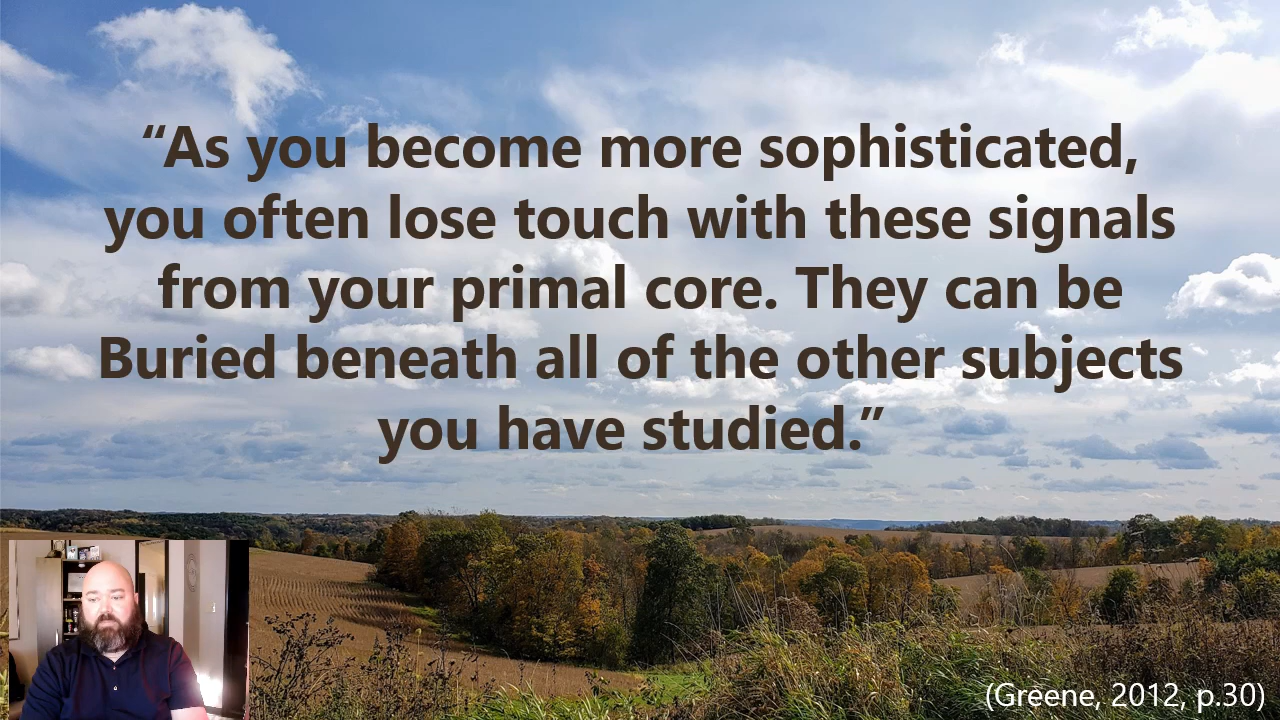 “As you become more sophisticated,
you often lose touch with these signals
from your primal core. They can be
Buried beneath all of the other subjects
you have studied.”
(Greene, 2012, p.30)